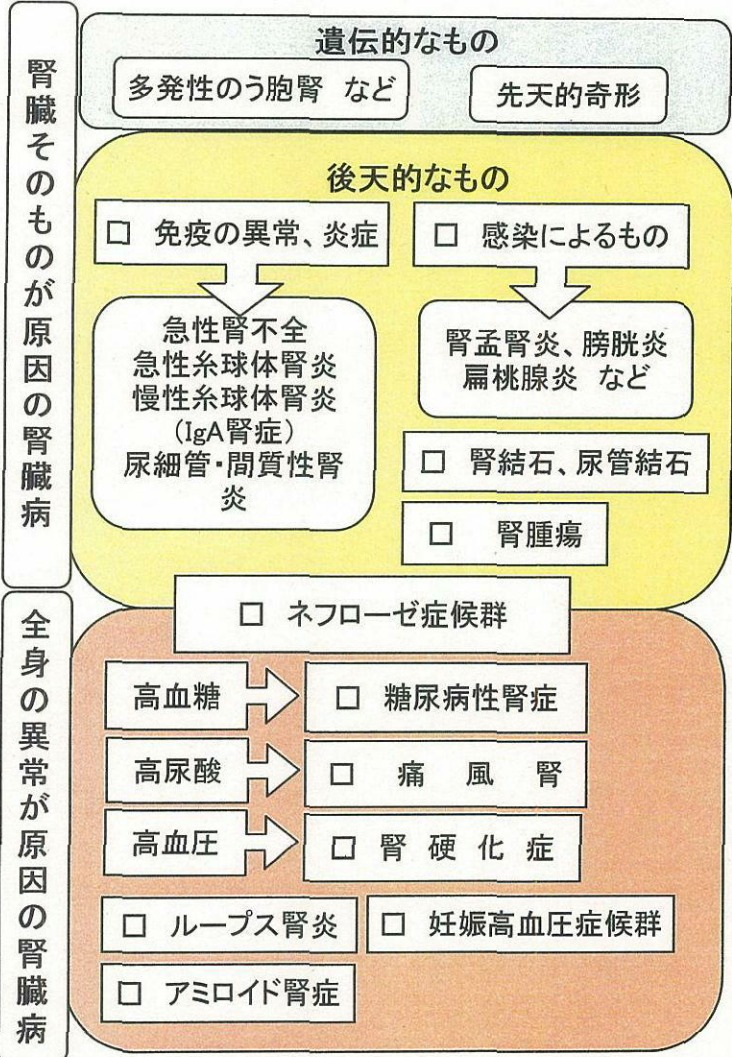 腎臓そのものが原因の腎臓病
遺伝的なもの
多発性のう胞腎 など
先天的奇形
後天的なもの
□ 免疫の異常、炎症
急性腎不全
急性糸球体腎炎
慢性糸球体腎炎
(IgA腎症)
尿細管・間質性腎
炎
□ 感染によるもの
腎盂腎炎、膀胱炎
扁桃腺炎 など
□ 腎結石、尿管結石
□ 腎腫瘍
□ ネフローゼ症候群
全身の異常が原因の腎臓病
高血糖
□ 糖尿病性腎症
高尿酸
□ 痛 風 腎
高血圧
□ 腎 硬 化 症
□ ループス腎炎
□ 妊娠高血圧症候群
□ アミロイド腎症